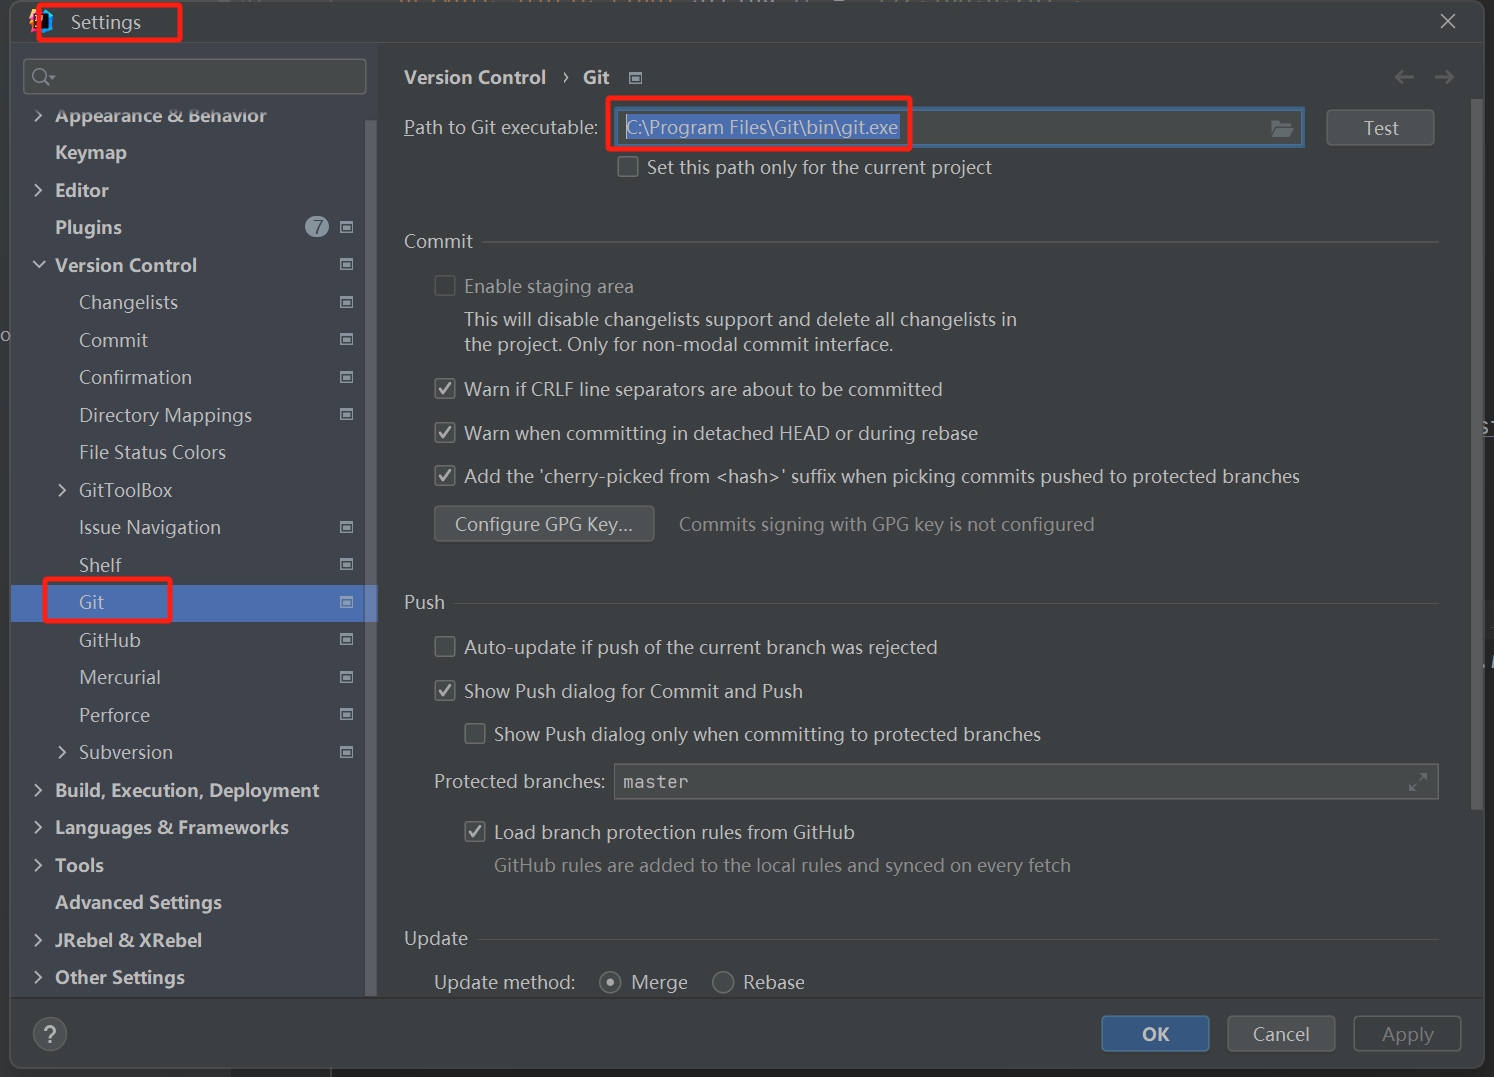 Settings
Appearance & Behavior
Keymap
Editor
Plugins
7
Version Control
Changelists
Commit
Confirmation
Directory Mappings
File Status Colors
GitToolBox
Issue Navigation
Shelf
Git
GitHub
Mercurial
Perforce
Subversion
Build, Execution, Deployment
Languages & Frameworks
Tools
Advanced Settings
JRebel & XRebel
Other Settings
Version Control › Git
Path to Git executable:
C:\Program Files\Git\bin\git.exe
Test
Set this path only for the current project
Commit
Enable staging area
This will disable changelists support and delete all changelists in
the project. Only for non-modal commit interface.
Warn if CRLF line separators are about to be committed
Warn when committing in detached HEAD or during rebase
Add the 'cherry-picked from <hash>' suffix when picking commits pushed to protected branches
Configure GPG Key...
Commits signing with GPG key is not configured
Push
Auto-update if push of the current branch was rejected
Show Push dialog for Commit and Push
Show Push dialog only when committing to protected branches
Protected branches:
master
Load branch protection rules from GitHub
GitHub rules are added to the local rules and synced on every fetch
Update
Update method:
Merge
Rebase
?
OK
Cancel
Apply